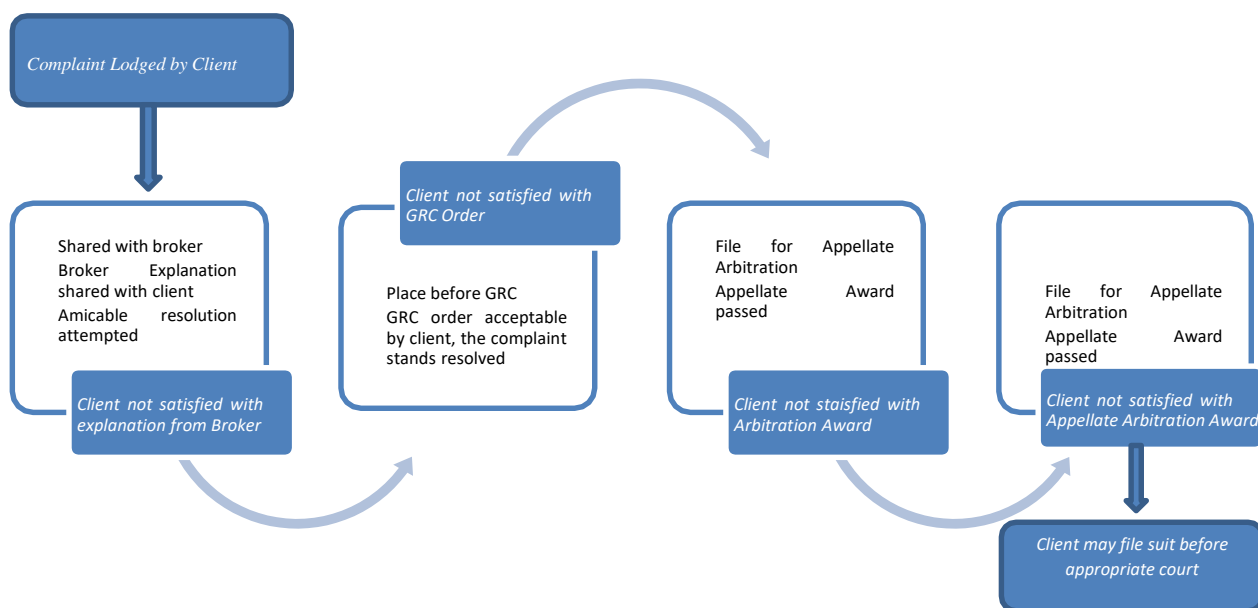 Complaint Lodged by Client
Shared with broker
Broker Explanation
shared with client
Amicable resolution
attempted
Client not satisfied with
explanation from Broker
Client not satisfied with
GRC Order
Place before GRC
GRC order acceptable
by client, the complaint
stands resolved
File for Appellate
Arbitration
Appellate Award
passed
Client not staisfied with
Arbitration Award
File for Appellate
Arbitration
Appellate Award
passed
Client not satisfied with
Appellate Arbitration Award
Client may file suit before
appropriate court